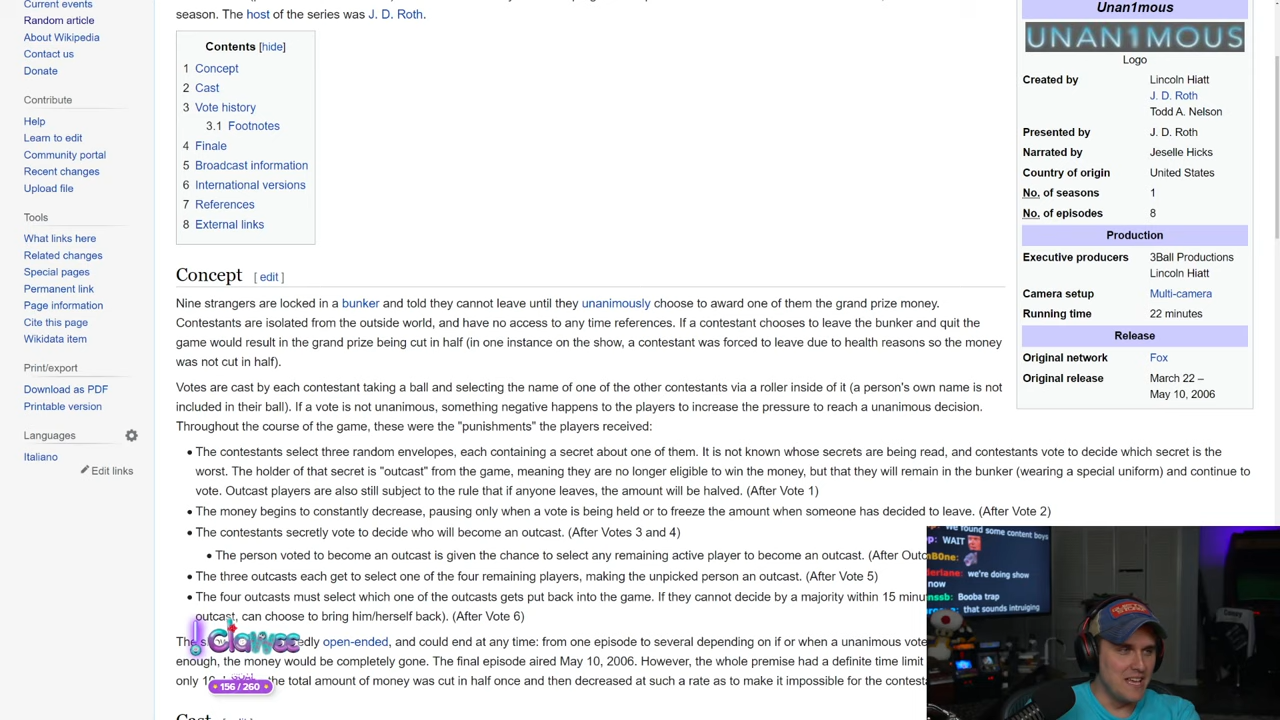 Current events
Random article
About Wikipedia
Contact us
Donate
Contribute
Help
Learn to edit
Community portal
Recent changes
Upload file
Tools
What links here
Related changes
Special pages
Permanent link
Page information
Cite this page
Wikidata item
Print/export
Download as PDF
Printable version
Languages
Italiano
Edit links
season. The host of the series was J. D. Roth.
Contents [hide]
1 Concept
2 Cast
3 Vote history
3.1 Footnotes
4 Finale
5 Broadcast information
6 International versions
7 References
8 External links
Concept [ edit ]
Nine strangers are locked in a bunker and told they cannot leave until they unanimously choose to award one of them the grand prize money.
Contestants are isolated from the outside world, and have no access to any time references. If a contestant chooses to leave the bunker and quit the
game would result in the grand prize being cut in half (in one instance on the show, a contestant was forced to leave due to health reasons so the money
was not cut in half).
Votes are cast by each contestant taking a ball and selecting the name of one of the other contestants via a roller inside of it (a person's own name is not
included in their ball). If a vote is not unanimous, something negative happens to the players to increase the pressure to reach a unanimous decision.
Throughout the course of the game, these were the "punishments" the players received:
The contestants select three random envelopes, each containing a secret about one of them. It is not known whose secrets are being read, and contestants vote to decide which secret is the
worst. The holder of that secret is "outcast" from the game, meaning they are no longer eligible to win the money, but that they will remain in the bunker (wearing a special uniform) and continue to
vote. Outcast players are also still subject to the rule that if anyone leaves, the amount will be halved. (After Vote 1)
The money begins to constantly decrease, pausing only when a vote is being held or to freeze the amount when someone has decided to leave. (After Vote 2)
The contestants secretly vote to decide who will become an outcast. (After Votes 3 and 4)
The person voted to become an outcast is given the chance to select any remaining active player to become an outcast. (After Outc
The three outcasts each get to select one of the four remaining players, making the unpicked person an outcast. (After Vote 5)
The four outcasts must select which one of the outcasts gets put back into the game. If they cannot decide by a majority within 15 minu
outcast, can choose to bring him/herself back). (After Vote 6)
The s edly open-ended, and could end at any time: from one episode to several depending on if or when a unanimous vote
enough, the money would be completely gone. The final episode aired May 10, 2006. However, the whole premise had a definite time limit
only the total amount of money was cut in half once and then decreased at such a rate as to make it impossible for the contest
Unan1mous
UNAN1MOUS
Logo
Created by Lincoln Hiatt
J. D. Roth
Todd A. Nelson
Presented by J. D. Roth
Narrated by Jeselle Hicks
Country of origin United States
No. of seasons 1
No. of episodes 8
Production
Executive producers 3Ball Productions
Lincoln Hiatt
Camera setup Multi-camera
Running time 22 minutes
Release
Original network Fox
Original release March 22 –
May 10, 2006
!Clawee
156 / 260
We found some content boys
WAIT
mB0ne:
erlane: we're doing show
now
nssb: Booba trap
that sounds intruiging